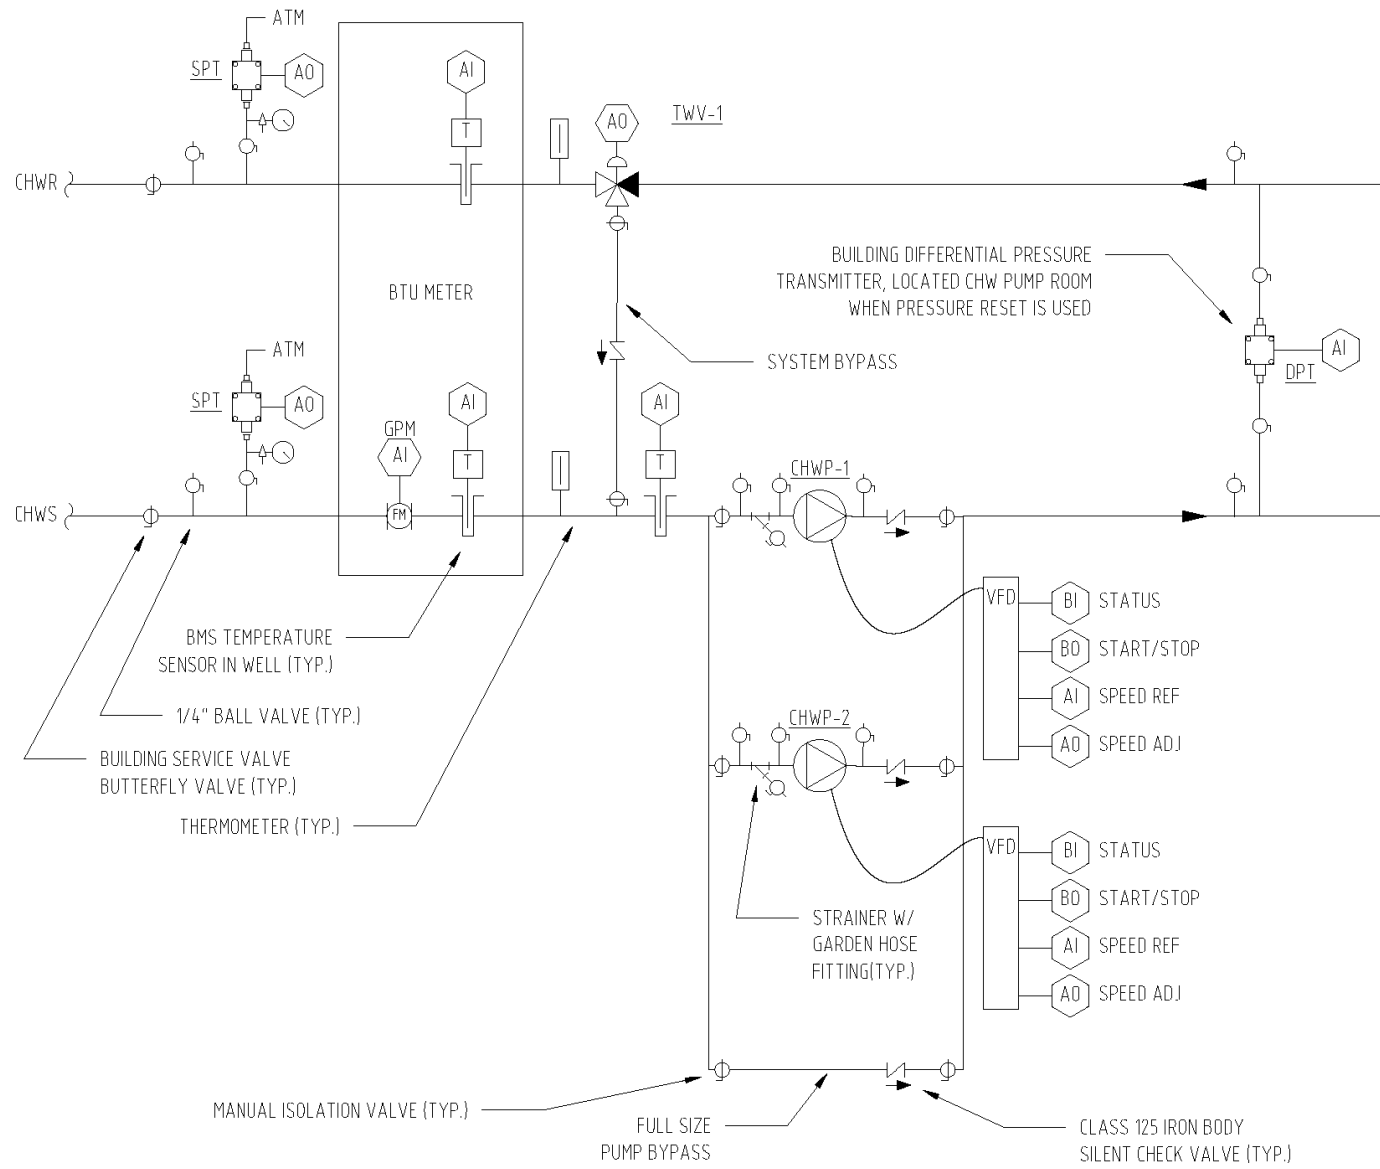 ATM
SPT
AO
AI
T
AO
TWV-1
CHWR
BUILDING DIFFERENTIAL PRESSURE
TRANSMITTER, LOCATED CHW PUMP ROOM
WHEN PRESSURE RESET IS USED
BTU METER
SYSTEM BYPASS
AI
DPT
ATM
SPT
AO
GPM
AI
AI
T
AI
T
FM
CHWS
CHWP-1
VFD
BI STATUS
BO START/STOP
AI SPEED REF
AO SPEED ADJ
BMS TEMPERATURE
SENSOR IN WELL (TYP.)
1/4" BALL VALVE (TYP.)
BUILDING SERVICE VALVE
BUTTERFLY VALVE (TYP.)
THERMOMETER (TYP.)
CHWP-2
VFD
BI STATUS
BO START/STOP
AI SPEED REF
AO SPEED ADJ
STRAINER W/
GARDEN HOSE
FITTING(TYP.)
MANUAL ISOLATION VALVE (TYP.)
FULL SIZE
PUMP BYPASS
CLASS 125 IRON BODY
SILENT CHECK VALVE (TYP.)